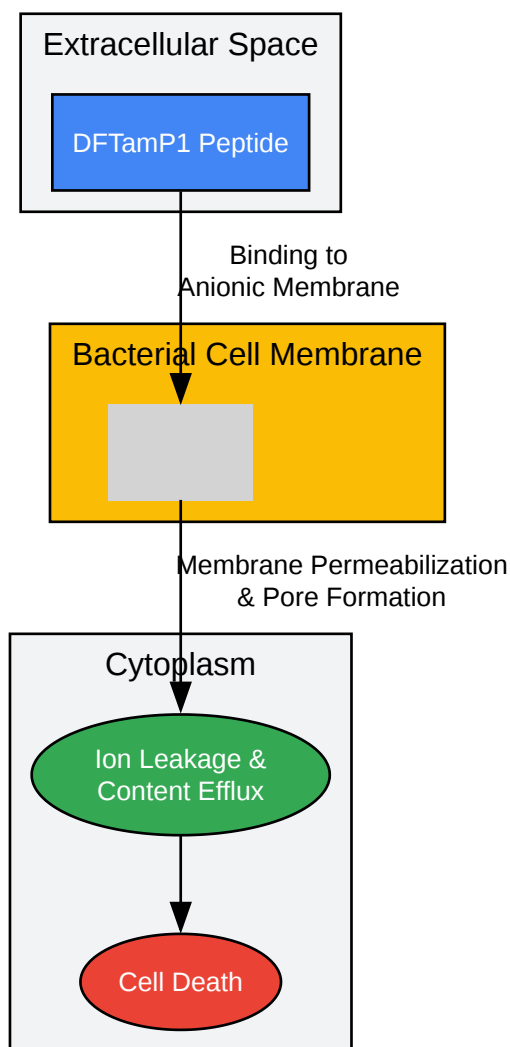 Extracellular Space
DFTamP1 Peptide
Binding to
Anionic Membrane
Bacterial Cell Membrane
Membrane Permeabilization
& Pore Formation
Cytoplasm
Ion Leakage &
Content Efflux
Cell Death